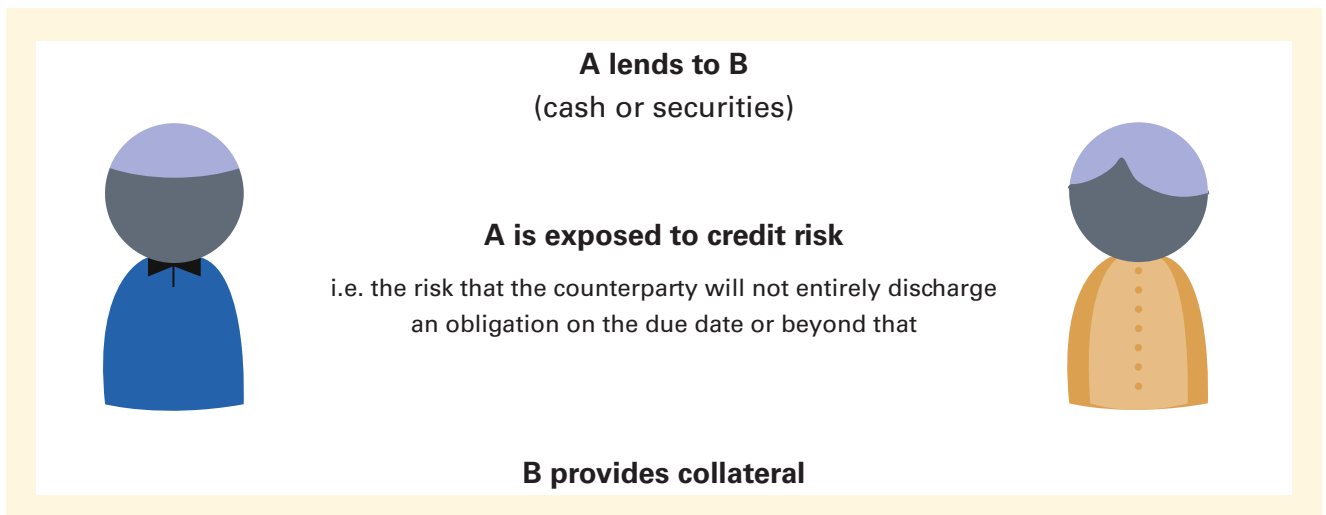 A lends to B
(cash or securities)
A is exposed to credit risk
i.e. the risk that the counterparty will not entirely discharge
an obligation on the due date or beyond that
B provides collateral